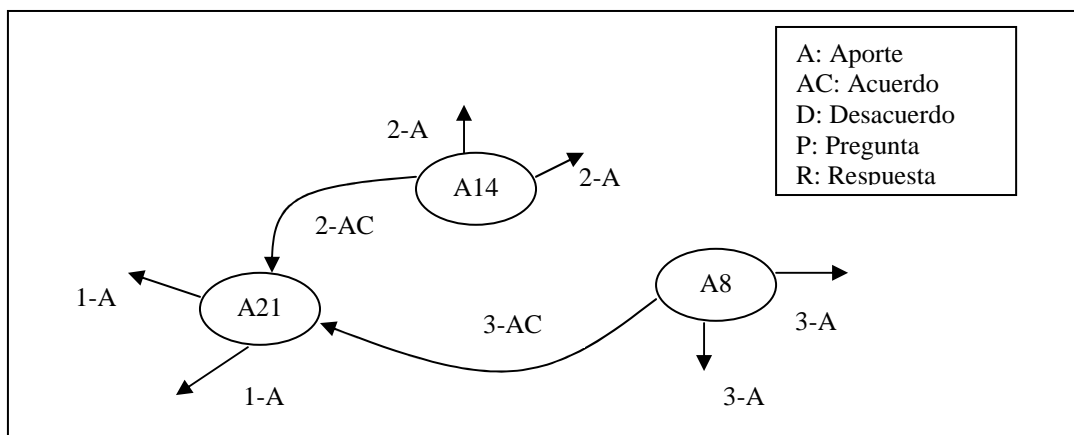 A: Aporte
AC: Acuerdo
D: Desacuerdo
P: Pregunta
R: Respuesta
2-A
A14
2-A
2-AC
1-A
A21
A8
3-AC
3-A
1-A
3-A